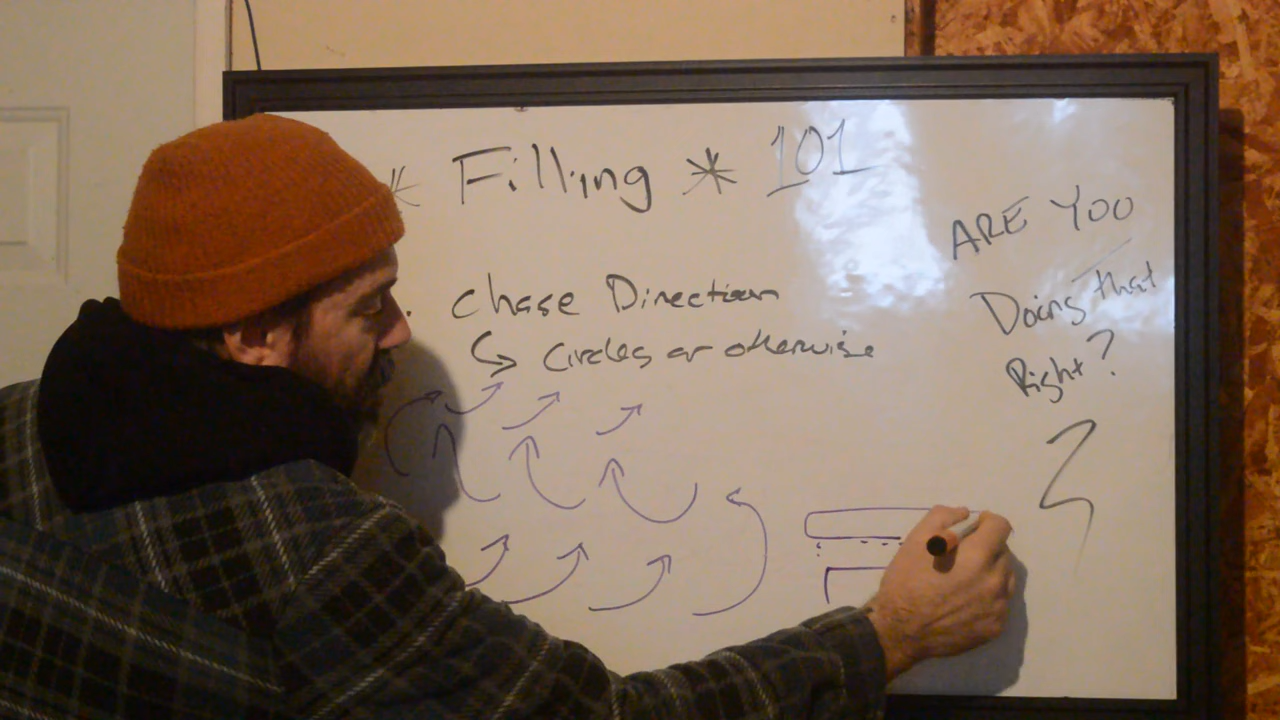 * Filling * 101
. Chase Direction
↳ Circles or otherwise
ARE YOU
Doing that
Right?